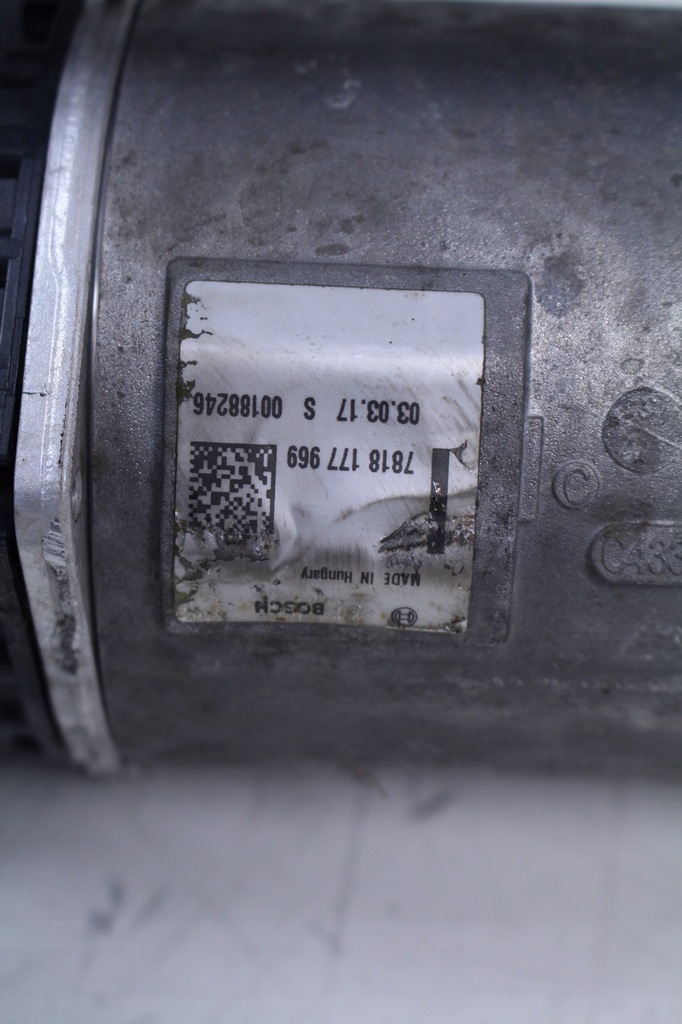 BOSCH
MADE IN Hungary
7818 177 969
03.03.17 S 00188246
©